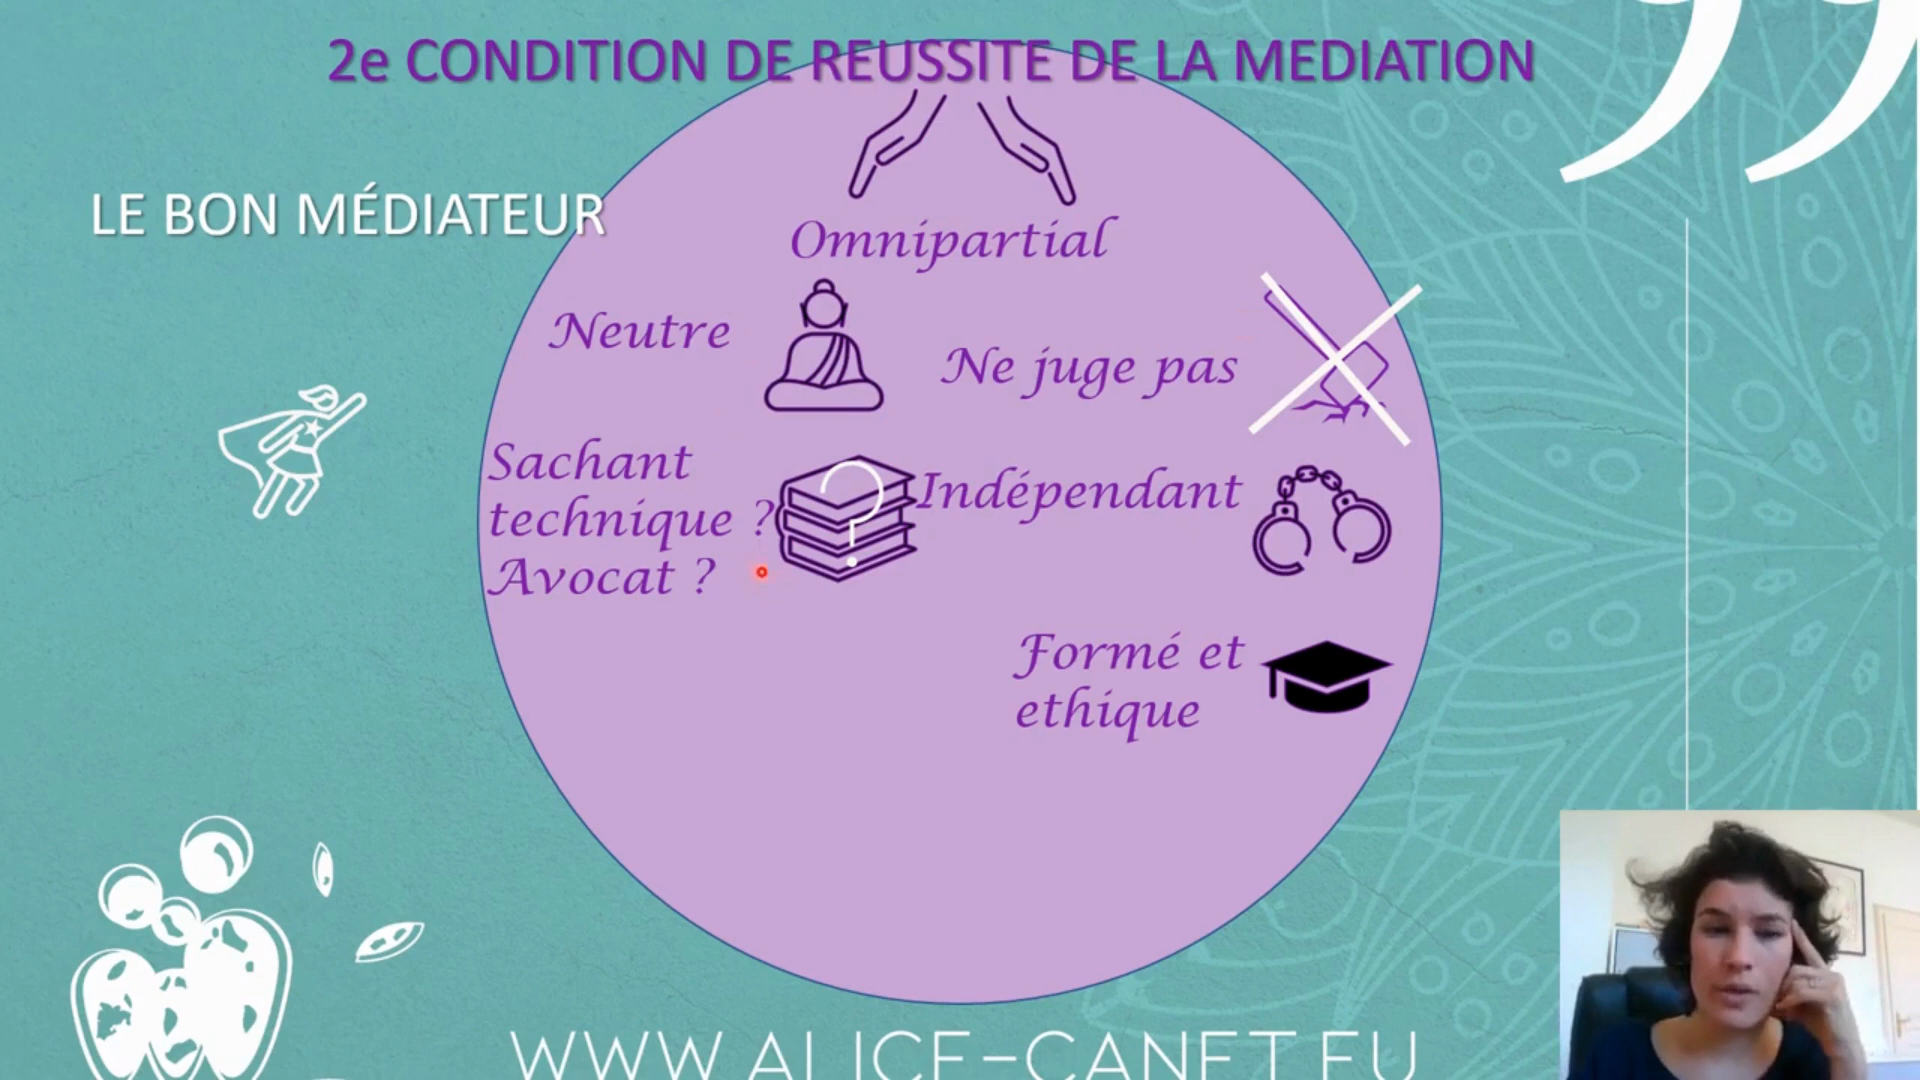 2e CONDITION DE REUSSITE DE LA MEDIATION
LE BON MÉDIATEUR
Omnipartial
Neutre
Ne juge pas
Sachant
technique ?
Avocat ?
?
Indépendant
Formé et
ethique
WWW.ALICE-CANET.EU